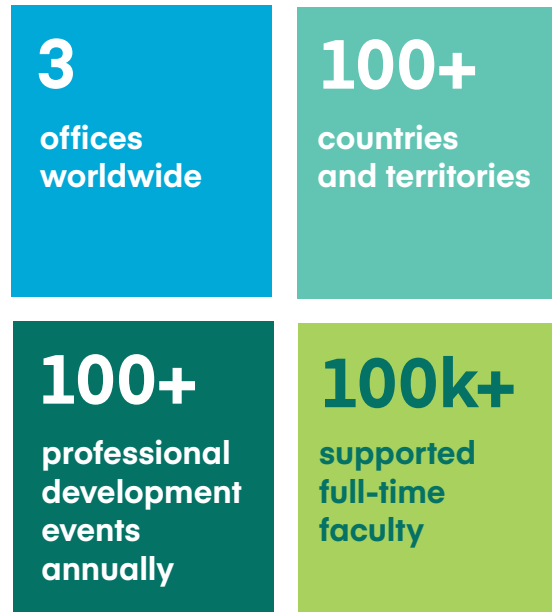 3
offices
worldwide
100+
countries
and territories
100+
professional
development
events
annually
100k+
supported
full-time
faculty